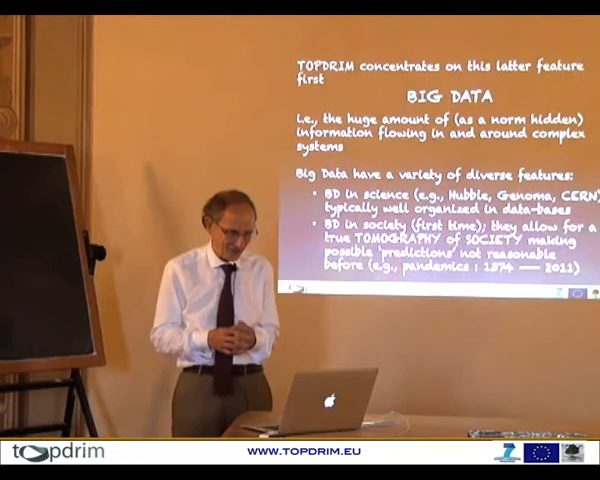 TOPDRIM concentrates on this latter feature
first
BIG DATA
i.e., the huge amount of (as a norm hidden)
information flowing in and around complex
systems
Big Data have a variety of diverse features:
• BD in science (e.g., Hubble, Genoma, CERN)
typically well organized in data-bases
• BD in society (first time); they allow for a
true TOMOGRAPHY of SOCIETY making
possible 'predictions' not reasonable
before (e.g., pandemics : 1374 — 2011)
topdrim
WWW.TOPDRIM.EU